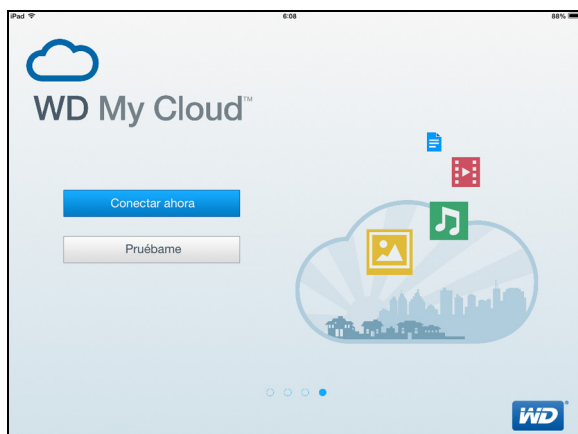 iPad 6:08 88%
WD My Cloud™
Conectar ahora
Pruébame
WD®